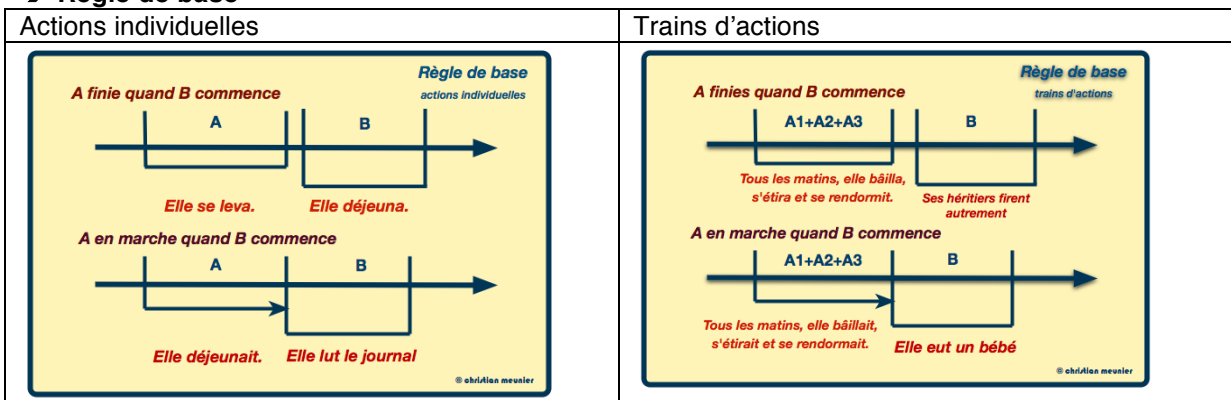 Règle de base
Actions individuelles
Trains d’actions
Règle de base
actions individuelles
A finie quand B commence
A
B
Elle se leva.
Elle déjeuna.
A en marche quand B commence
A
B
Elle déjeunait.
Elle lut le journal
© christian meunier
Règle de base
trains d'actions
A finies quand B commence
A1+A2+A3
B
Tous les matins, elle bâilla,
s'étira et se rendormit.
Ses héritiers firent
autrement
A en marche quand B commence
A1+A2+A3
B
Tous les matins, elle bâillait,
s'étirait et se rendormait.
Elle eut un bébé
© christian meunier